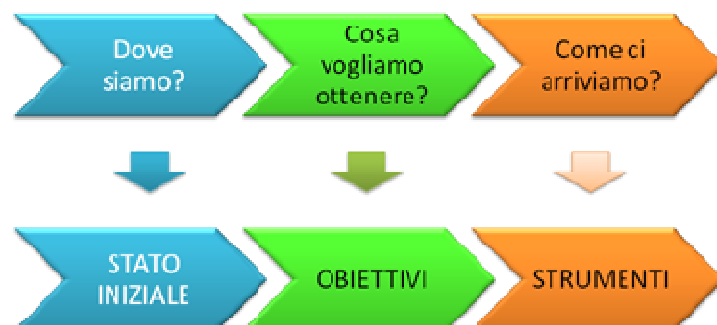 Dove
siamo?
Cosa
vogliamo
ottenere?
Come ci
arriviamo?
STATO
INIZIALE
OBIETTIVI
STRUMENTI